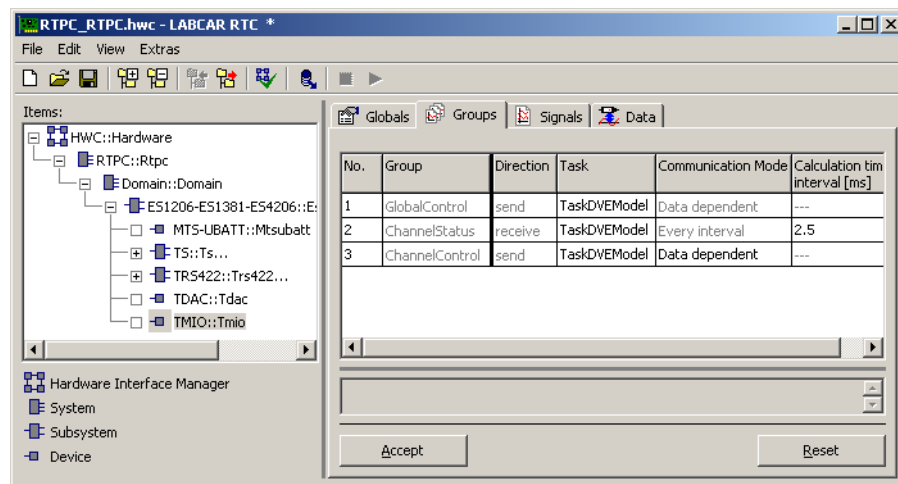 RTPC_RTPC.hwc - LABCAR RTC *
File Edit View Extras
Items:
HWC::Hardware
RTPC::Rtpc
Domain::Domain
ES1206-ES1381-ES4206::E
MTS-UBATT::Mtsubatt
TS::Ts...
TRS422::Trs422...
TDAC::Tdac
TMIO::Tmio
Hardware Interface Manager
System
Subsystem
Device
Globals Groups Signals Data
No. Group Direction Task Communication Mode Calculation tim
interval [ms]
1 GlobalControl send TaskDVEModel Data dependent ---
2 ChannelStatus receive TaskDVEModel Every interval 2.5
3 ChannelControl send TaskDVEModel Data dependent ---
Accept Reset